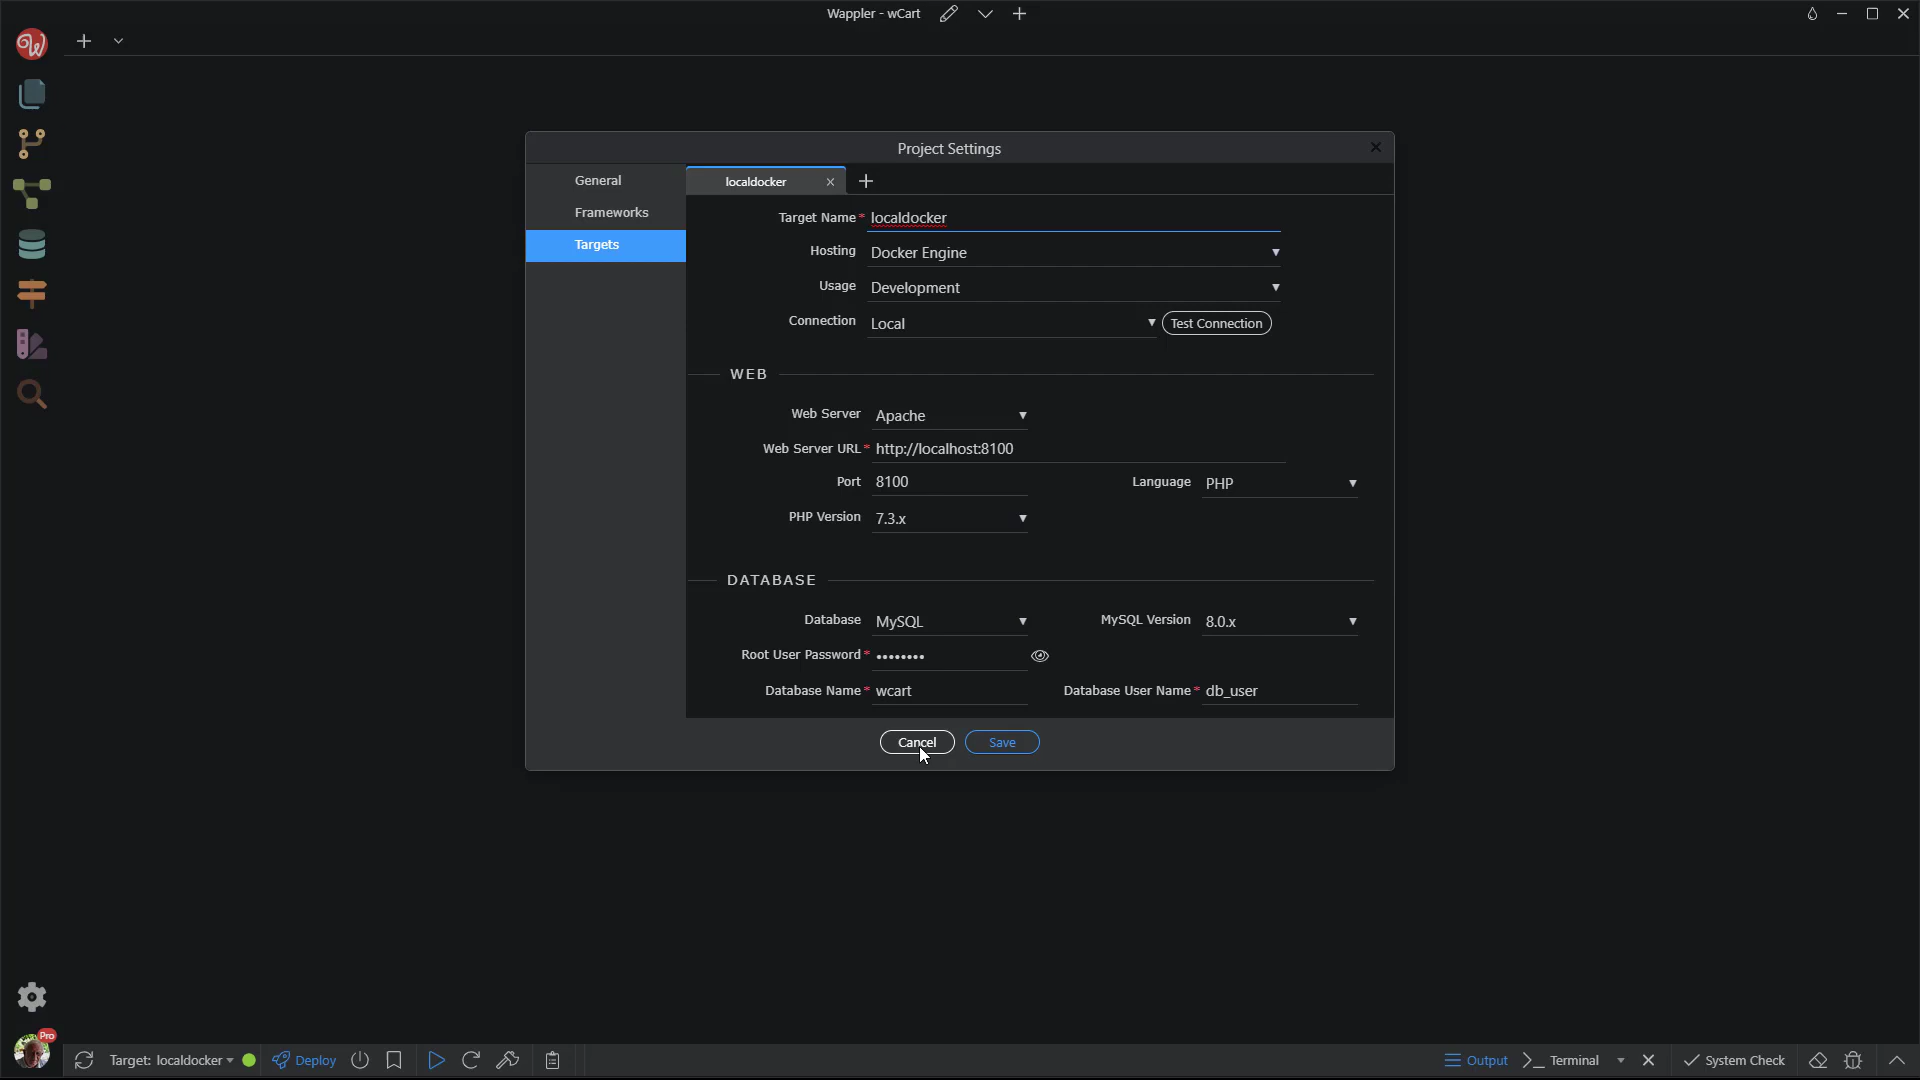 Wappler - wCart
Project Settings
General
Frameworks
Targets
localdocker
Target Name* localdocker
Hosting Docker Engine
Usage Development
Connection Local Test Connection
WEB
Web Server Apache
Web Server URL* http://localhost:8100
Port 8100 Language PHP
PHP Version 7.3.x
DATABASE
Database MySQL MySQL Version 8.0.x
Root User Password* ••••••••
Database Name* wcart Database User Name* db_user
Cancel Save
Pro
Target: localdocker Deploy Output Terminal System Check